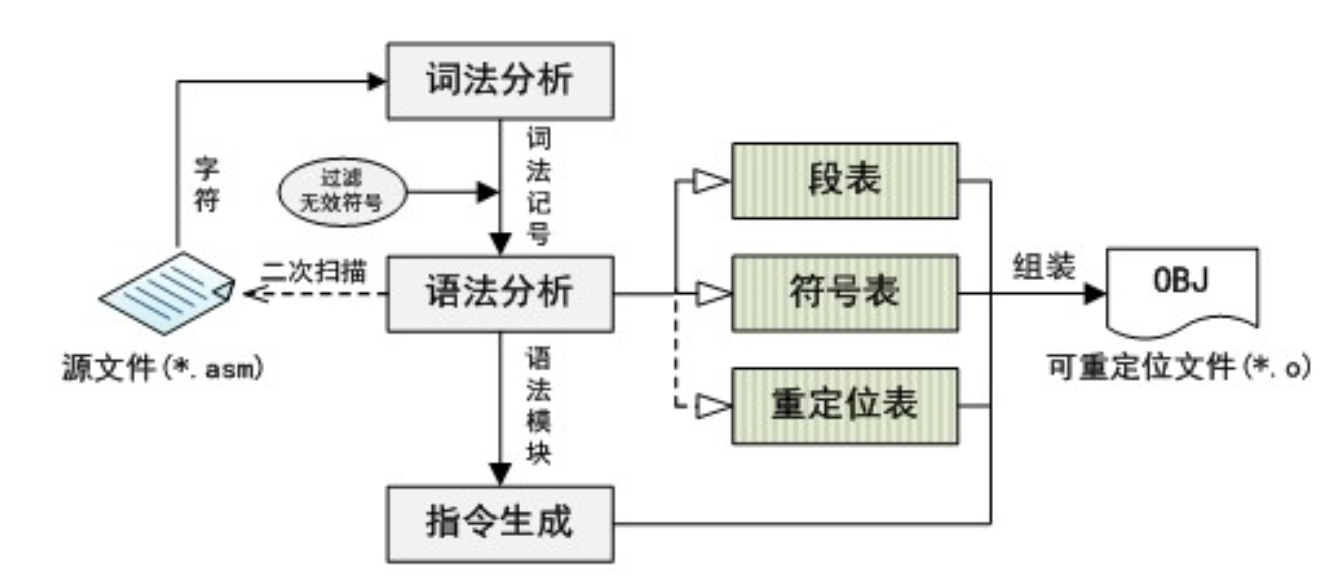 词法分析
字符
词法记号
过滤
无效符号
段表
二次扫描
语法分析
符号表
组装
OBJ
源文件(*.asm)
可重定位文件(*.o)
语法模块
重定位表
指令生成